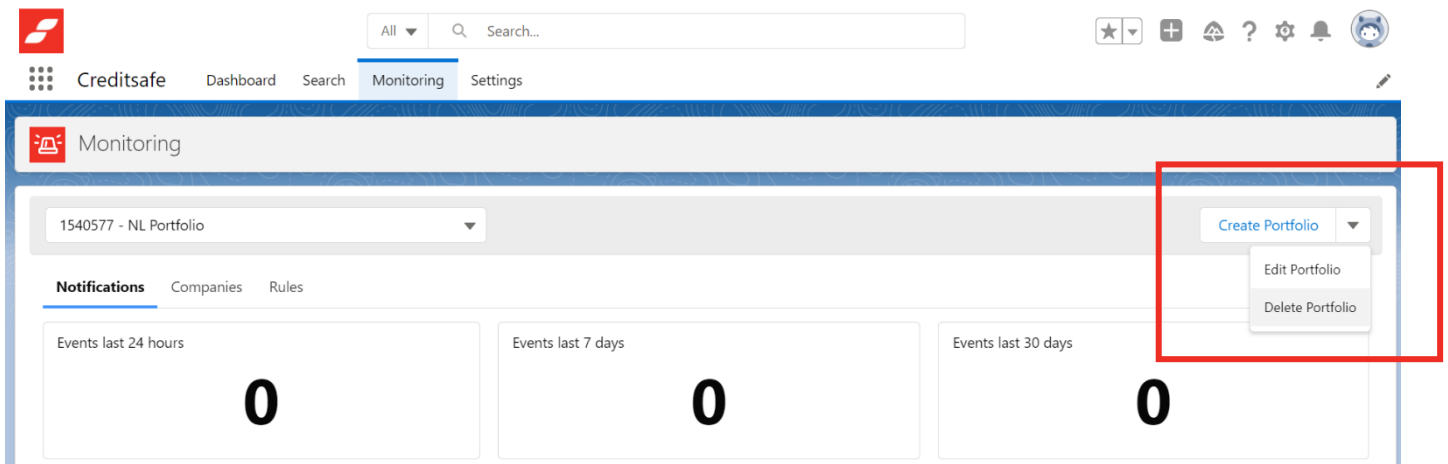 All Search...
Creditsafe Dashboard Search Monitoring Settings
Monitoring
1540577 - NL Portfolio Create Portfolio
Edit Portfolio
Notifications Companies Rules
Delete Portfolio
Events last 24 hours Events last 7 days Events last 30 days
0 0 0